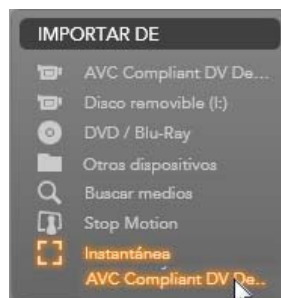 IMPORTAR DE
AVC Compliant DV De...
Disco removible (I:)
DVD / Blu-Ray
Otros dispositivos
Buscar medios
Stop Motion
Instantánea
AVC Compliant DV De..